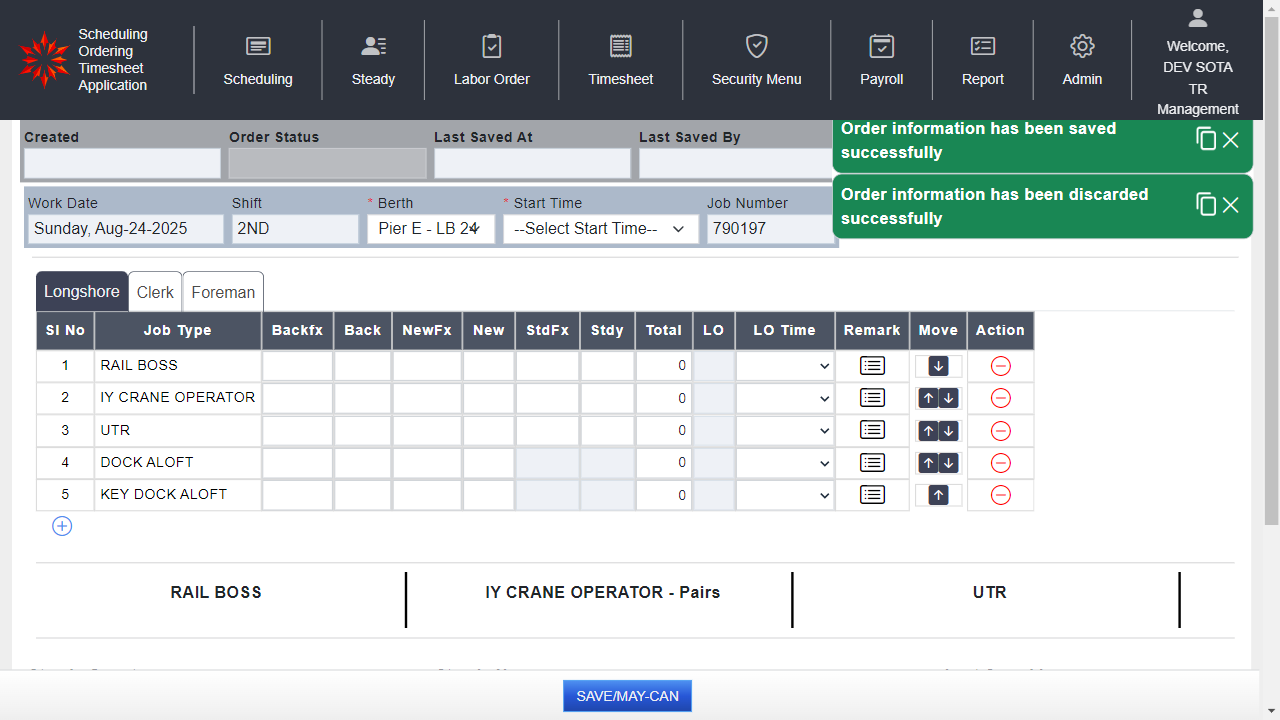 Scheduling
Ordering
Timesheet
Application
Scheduling
Steady
Labor Order
Timesheet
Security Menu
Payroll
Report
Admin
Welcome,
DEV SOTA
TR
Management
Created
Order Status
Last Saved At
Last Saved By
Order information has been saved
successfully
Order information has been discarded
successfully
Work Date
Shift
* Berth
* Start Time
Job Number
Sunday, Aug-24-2025
2ND
Pier E - LB 24
--Select Start Time--
790197
Longshore
Clerk
Foreman
SI No Job Type Backfx Back NewFx New StdFx Stdy Total LO LO Time Remark Move Action
1 RAIL BOSS 0
2 IY CRANE OPERATOR 0
3 UTR 0
4 DOCK ALOFT 0
5 KEY DOCK ALOFT 0
RAIL BOSS
IY CRANE OPERATOR - Pairs
UTR
SAVE/MAY-CAN